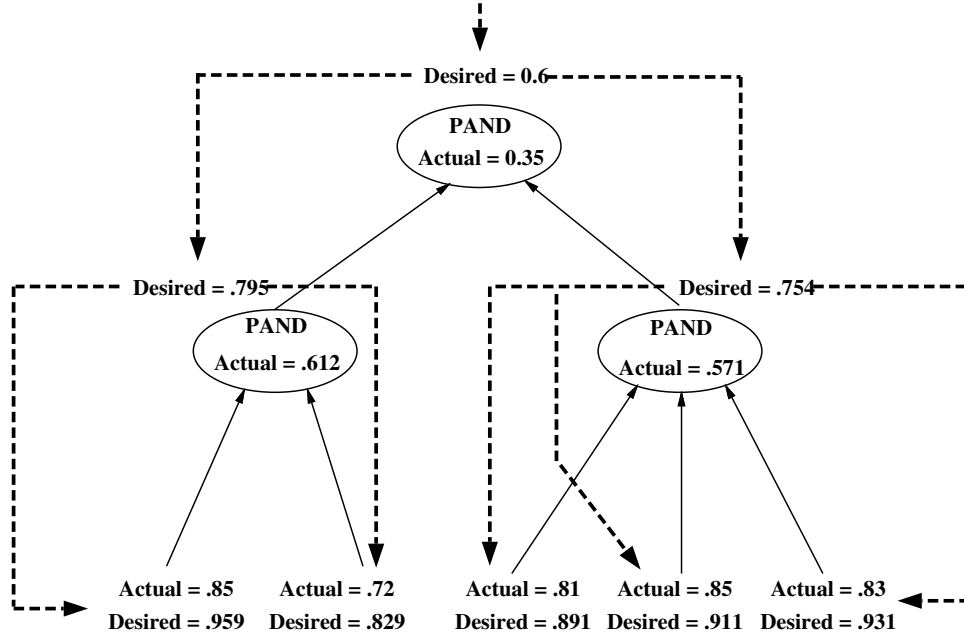 Desired = 0.6
PAND
Actual = 0.35
Desired = .795
Desired = .754
PAND
Actual = .612
PAND
Actual = .571
Actual = .85
Desired = .959
Actual = .72
Desired = .829
Actual = .81
Desired = .891
Actual = .85
Desired = .911
Actual = .83
Desired = .931